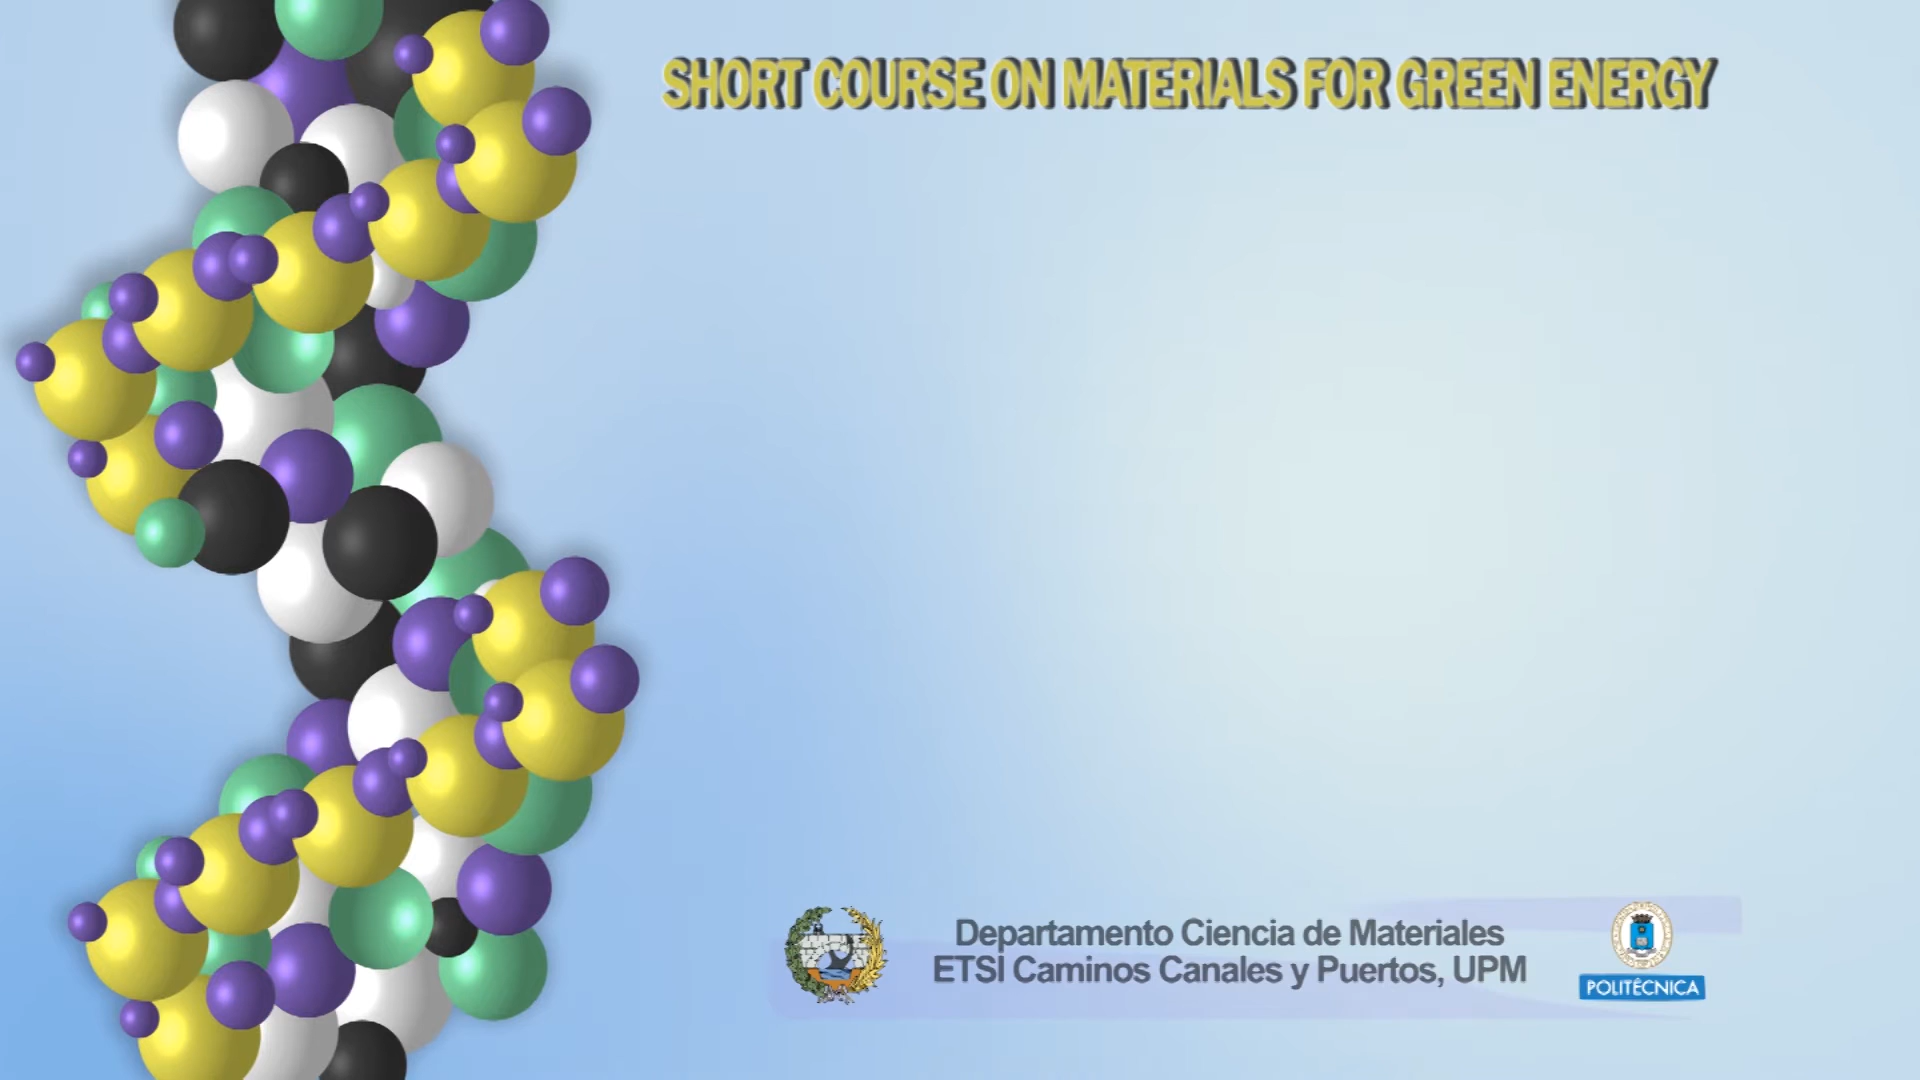 SHORT COURSE ON MATERIALS FOR GREEN ENERGY
Departamento Ciencia de Materiales
ETSI Caminos Canales y Puertos, UPM
POLITÉCNICA